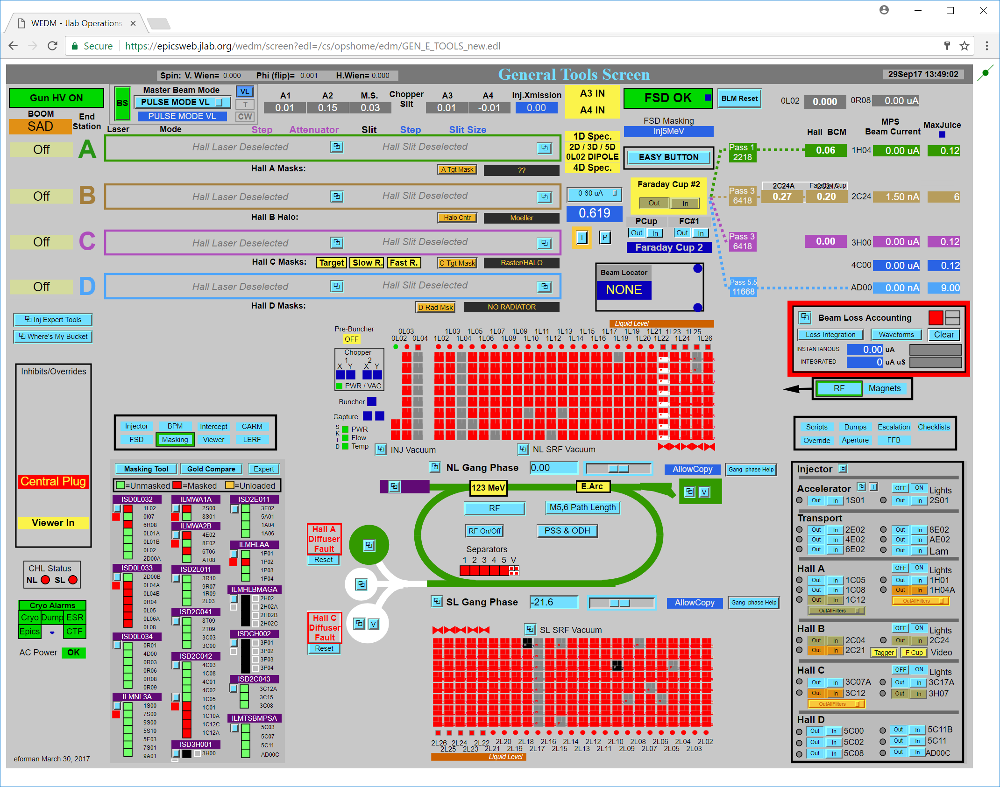 WEDM - Jlab Operations
Secure
https://epicsweb.jlab.org/wedm/screen?edl=/cs/opshome/edm/GEN_E_TOOLS_new.edl
Spin: V. Wien= 0.000 Phi (flip)= 0.001 H.Wien= 0.000
General Tools Screen
29Sep17 13:49:02
Gun HV ON
BS
Master Beam Mode
PULSE MODE VL
PULSE MODE VL
VL
T
CW
A1 A2 M.S. Chopper Slit A3 A4 Inj.Xmission
0.01 0.15 0.03 0.01 -0.01 0.00
A3 IN
A4 IN
FSD OK
BLM Reset
0L02 0.000 0R08 0.00 uA
BOOM
SAD
End Station
Laser Mode Step Attenuator Slit Step Slit Size
FSD Masking
Inj5MeV
Hall BCM
MPS Beam Current
MaxJuice
Off A Hall Laser Deselected Hall Slit Deselected
Hall A Masks: A Tgt Mask ??
1D Spec.
2D / 3D / 5D
0L02 DIPOLE
4D Spec.
EASY BUTTON
Pass 1
2218
0.06 1H04 0.00 uA 0.12
Off B Hall Laser Deselected Hall Slit Deselected
Hall B Halo: Halo Cntr Moeller
0-60 uA
0.619
Faraday Cup #2
Out In
Pass 3
6418
2C24A 2C24A Faraday Cup
0.27 0.20 2C24 1.50 nA 6
I P
PCup FC#1
Out In Out In
Faraday Cup 2
Off C Hall Laser Deselected Hall Slit Deselected
Hall C Masks: Target Slow R. Fast R. C Tgt Mask Raster/HALO
Pass 3
6418
0.00 3H00 0.00 uA 0.12
4C00 0.00 uA 0.12
Off D Hall Laser Deselected Hall Slit Deselected
Hall D Masks: D Rad Msk NO RADIATOR
Beam Locator
NONE
Pass 5.5
11668
AD00 0.00 nA 9.00
Inj Expert Tools
Where's My Bucket
Beam Loss Accounting
Loss Integration Waveforms Clear
INSTANTANOUS 0.00 uA
INTEGRATED 0 uA uS
RF Magnets
Pre-Buncher
OFF
Chopper
1 2
X Y X Y
PWR / VAC
Buncher
Capture
SKID
PWR
Flow
Temp
Liquid Level
0L03 1L03 1L05 1L07 1L09 1L11 1L13 1L15 1L17 1L19 1L21 1L23 1L25
0L02 0L04 1L02 1L04 1L06 1L08 1L10 1L12 1L14 1L16 1L18 1L20 1L22 1L24 1L26
INJ Vacuum
NL SRF Vacuum
Inhibits/Overrides
Central Plug
Viewer In
Injector BPM Intercept CARM
FSD Masking Viewer LERF
Scripts Dumps Escalation Checklists
Override Aperture FFB
Masking Tool Gold Compare Expert
=Unmasked =Masked =Unloaded
ISD0L032
1L02
0I07
6R08
0L01A
0L01B
0L02
2D00A
ISD0L033
2D00B
0L04A
0L04B
0R04
0L05
0L06A
0L08
ISD0L034
0R01
4D00
0R03
0R06
0R08
0R09
ILMNL3A
1S00
7S00
9S00
5S10
5E03
7S01
9A01
ILMWA1A
2S00
8S01
ILMWA2B
4E02
8E02
6T06
AT08
ISD2L011
3R10
9R07
1R09
2L03
ISD2C041
8T09
2T09
3C03
3C00
ISD2C042
4C03
1C08
4C01
4C02
1C05
1C01
1C10A
1C12C
1C12A
ISD3H001
3H00
ISD2E011
3E02
5A01
1A04
1A06
ILMHLAA
1P01
1P02
1P03
1P04
ILMHLBMAGA
2H02
2H02A
2H02B
2H02C
ISDCH002
3P01
3P02
3P03
3P04
ISD2C043
3C12A
3C15
3C08
ILMTSBMPSA
5C03
5C07
5C11
AD00C
NL Gang Phase 0.00 AllowCopy Gang phase Help
123 MeV E.Arc V
RF M5,6 Path Length
RF On/Off PSS & ODH
Separators
1 2 3 4 5 V
Hall A
Diffuser
Fault
Reset
Hall C
Diffuser
Fault
Reset
V
SL Gang Phase -21.6 AllowCopy Gang phase Help
SL SRF Vacuum
2L26 2L24 2L22 2L20 2L18 2L16 2L14 2L12 2L10 2L08 2L06 2L04 2L02
2L25 2L23 2L21 2L19 2L17 2L15 2L13 2L11 2L09 2L07 2L05 2L03
Liquid Level
CHL Status
NL SL
Cryo Alarms
Cryo Dump ESR
Epics CTF
AC Power OK
eforman March 30, 2017
Injector
Accelerator ! OFF ON Lights
Out In 1S01 Out In 2S01
Transport
Out In 2E02 Out In 8E02
Out In 4E02 Out In AE02
Out In 6E02 Out In Lam
Hall A OFF ON Lights
Out In 1C05 Out In 1H01
Out In 1C08 Out In 1H04A
Out In 1C12 OutAllFilters
OutAllFilters
Hall B OFF ON Lights
Out In 2C04 Out In 2C24
Out In 2C21 Tagger F Cup Video
Hall C OFF ON Lights
Out In 3C07A Out In 3C17A
Out In 3C12 Out In 3H07
OutAllFilters
Hall D
Out In 5C00 Out In 5C11B
Out In 5C02 Out In 5C11
Out In 5C08 Out In AD00C